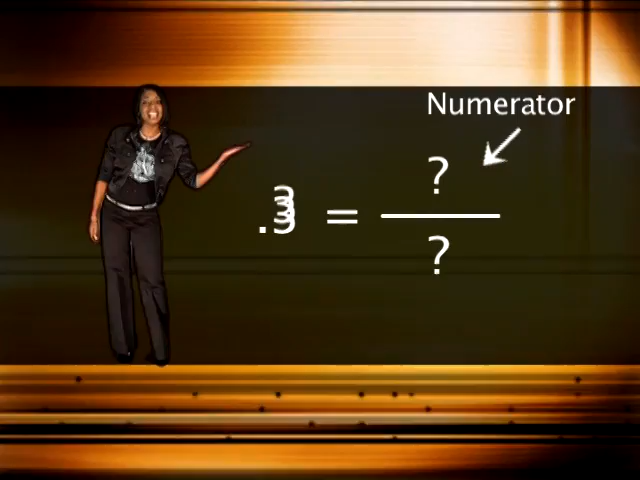 Numerator
.3 = ?
?